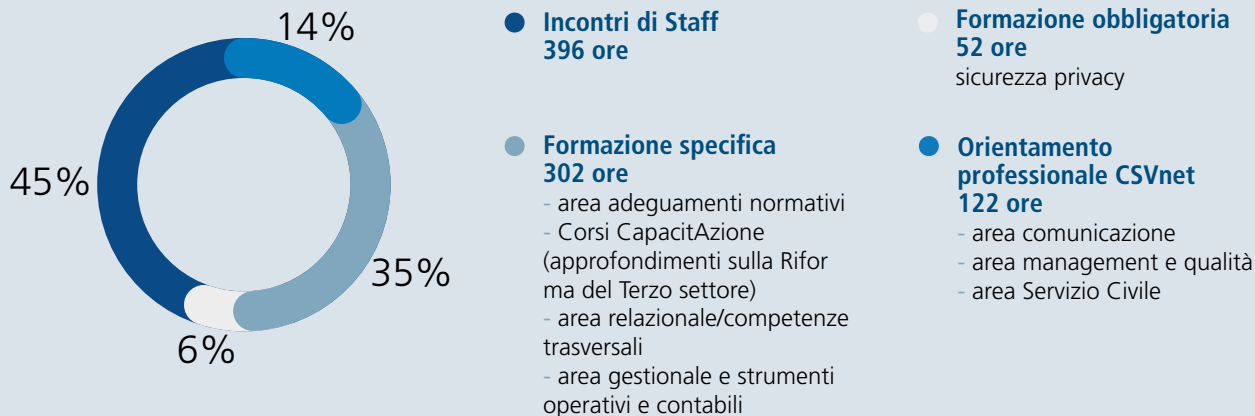 14%
45%
35%
6%
Incontri di Staff
396 ore
Formazione specifica
302 ore
- area adeguamenti normativi
- Corsi CapacitAzione
(approfondimenti sulla Rifor
ma del Terzo settore)
- area relazionale/competenze
trasversali
- area gestionale e strumenti
operativi e contabili
Formazione obbligatoria
52 ore
sicurezza privacy
Orientamento
professionale CSVnet
122 ore
- area comunicazione
- area management e qualità
- area Servizio Civile